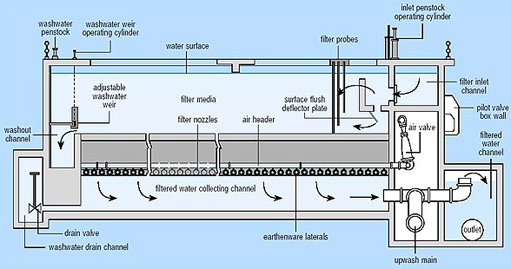 washwater
penstock
washwater weir
operating cylinder
water surface
filter probes
inlet penstock
operating cylinder
adjustable
washwater
weir
filter media
surface flush
deflector plate
filter inlet
channel
pilot valve
box wall
washout
channel
filter nozzles
air header
air valve
filtered
water
channel
filtered water collecting channel
drain valve
washwater drain channel
earthenware laterals
upwash main
outlet